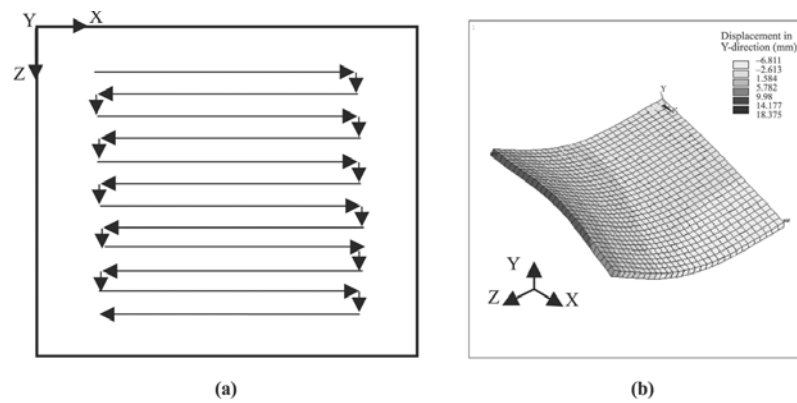 Y
X
Z
(a)
Displacement in
Y-direction (mm)
–6.811
–2.613
1.584
5.782
9.98
14.177
18.375
Y
Y
Z
X
(b)